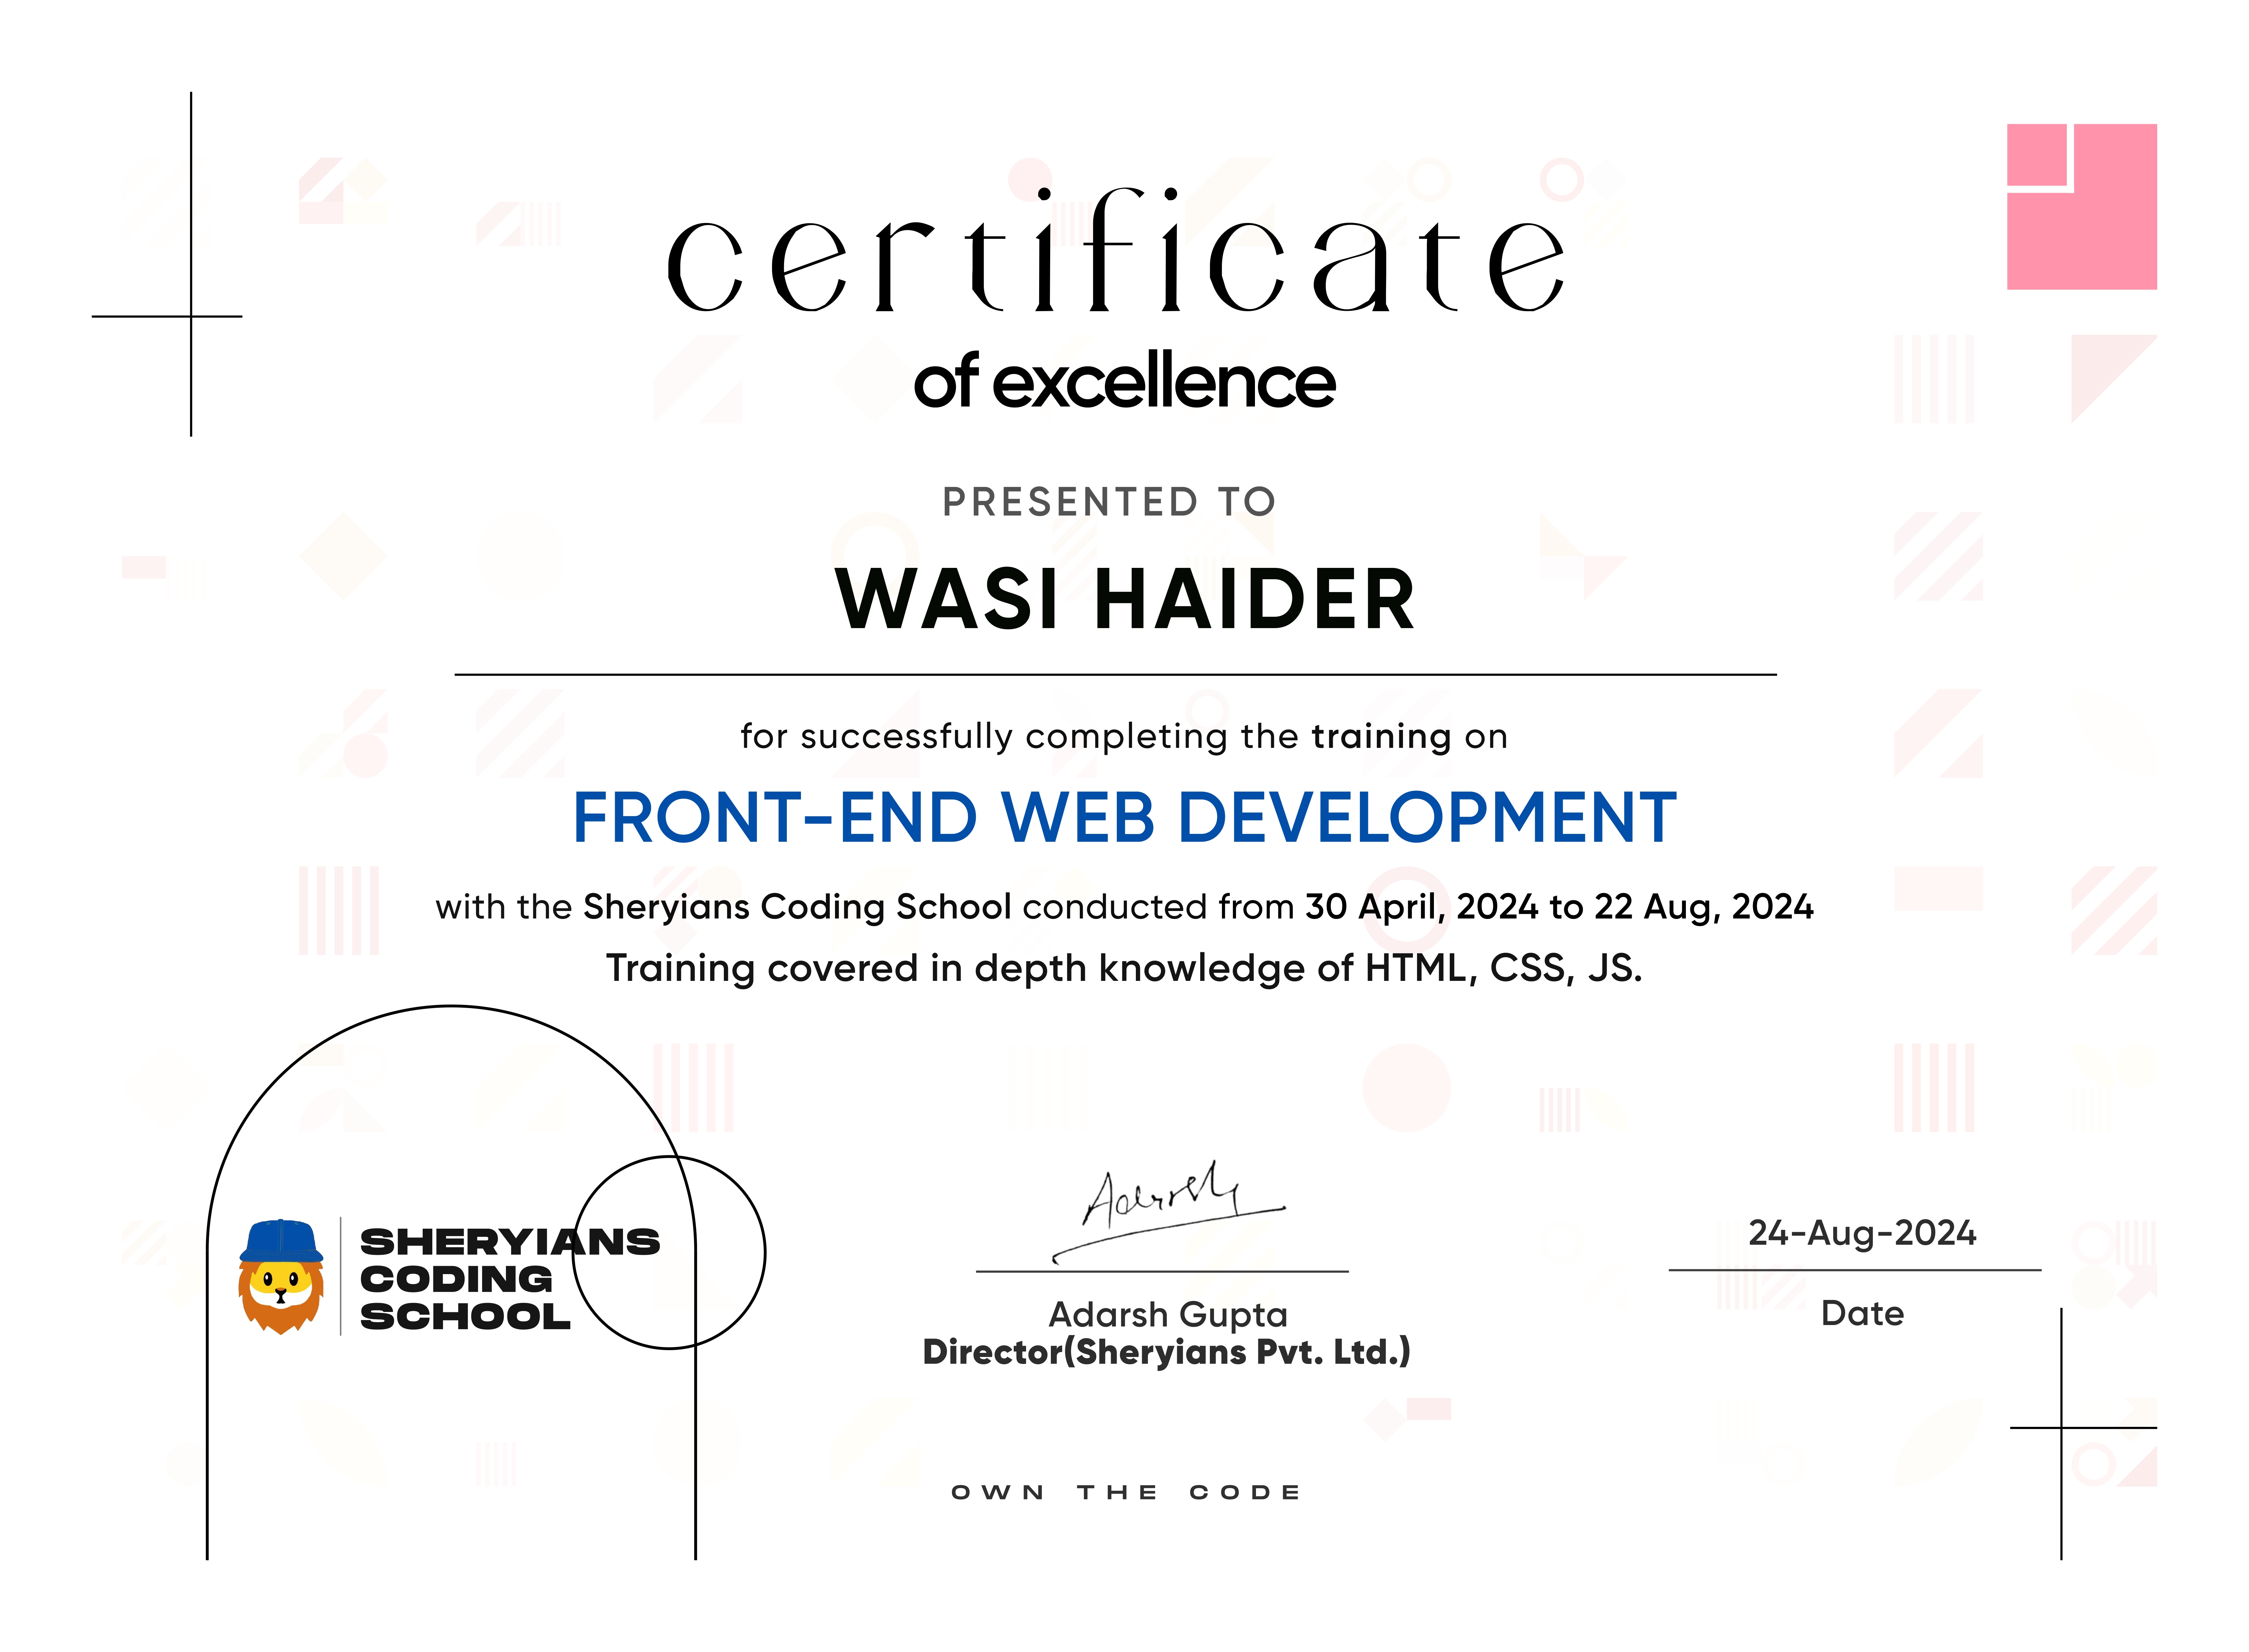 certificate
of excellence
PRESENTED TO
WASI HAIDER
for successfully completing the training on
FRONT-END WEB DEVELOPMENT
with the Sheryians Coding School conducted from 30 April, 2024 to 22 Aug, 2024
Training covered in depth knowledge of HTML, CSS, JS.
SHERYIANS
CODING
SCHOOL
Adarsh
Adarsh Gupta
Director(Sheryians Pvt. Ltd.)
24-Aug-2024
Date
OWN THE CODE